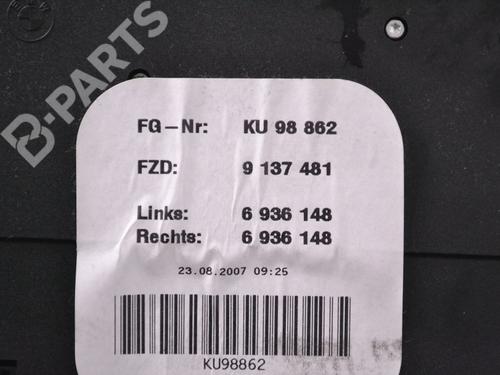 B-PARTS
FG-Nr: KU 98 862
FZD: 9 137 481
Links: 6 936 148
Rechts: 6 936 148
23.08.2007 09:25
KU98862